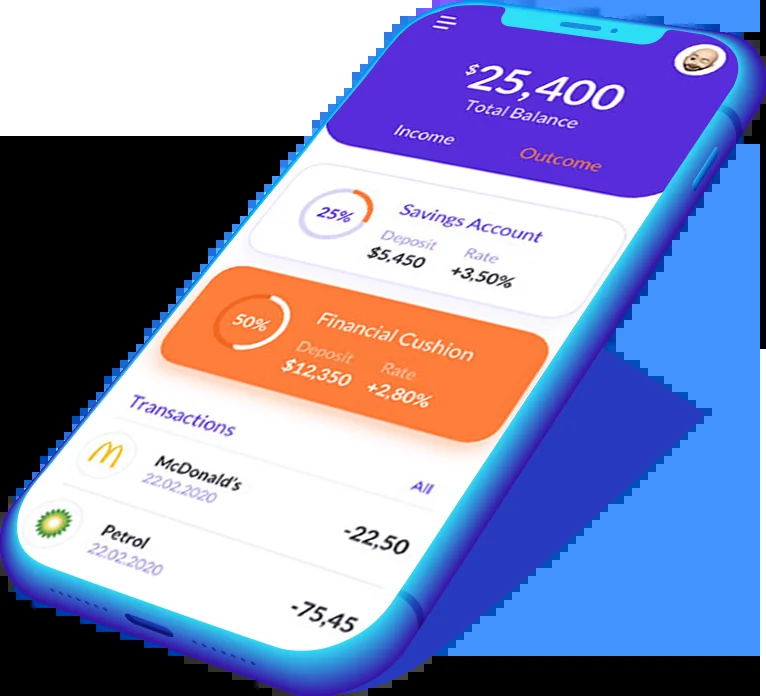 $25,400
Total Balance
Income Outcome
25%
Savings Account
Deposit Rate
$5,450 +3,50%
50%
Financial Cushion
Deposit Rate
$12,350 +2,80%
Transactions
All
McDonald's
22.02.2020
-22,50
Petrol
22.02.2020
-75,45